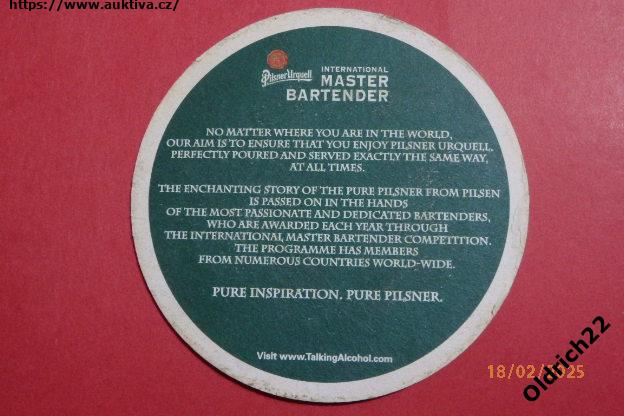 https://www.auktiva.cz/
Pilsner Urquell
INTERNATIONAL
MASTER
BARTENDER
NO MATTER WHERE YOU ARE IN THE WORLD,
OUR AIM IS TO ENSURE THAT YOU ENJOY PILSNER URQUELL,
PERFECTLY POURED AND SERVED EXACTLY THE SAME WAY,
AT ALL TIMES.
THE ENCHANTING STORY OF THE PURE PILSNER FROM PILSEN
IS PASSED ON IN THE HANDS
OF THE MOST PASSIONATE AND DEDICATED BARTENDERS,
WHO ARE AWARDED EACH YEAR THROUGH
THE INTERNATIONAL MASTER BARTENDER COMPETITION.
THE PROGRAMME HAS MEMBERS
FROM NUMEROUS COUNTRIES WORLD-WIDE.
PURE INSPIRATION. PURE PILSNER.
Visit www.TalkingAlcohol.com
18/02/2025
Oldrich22